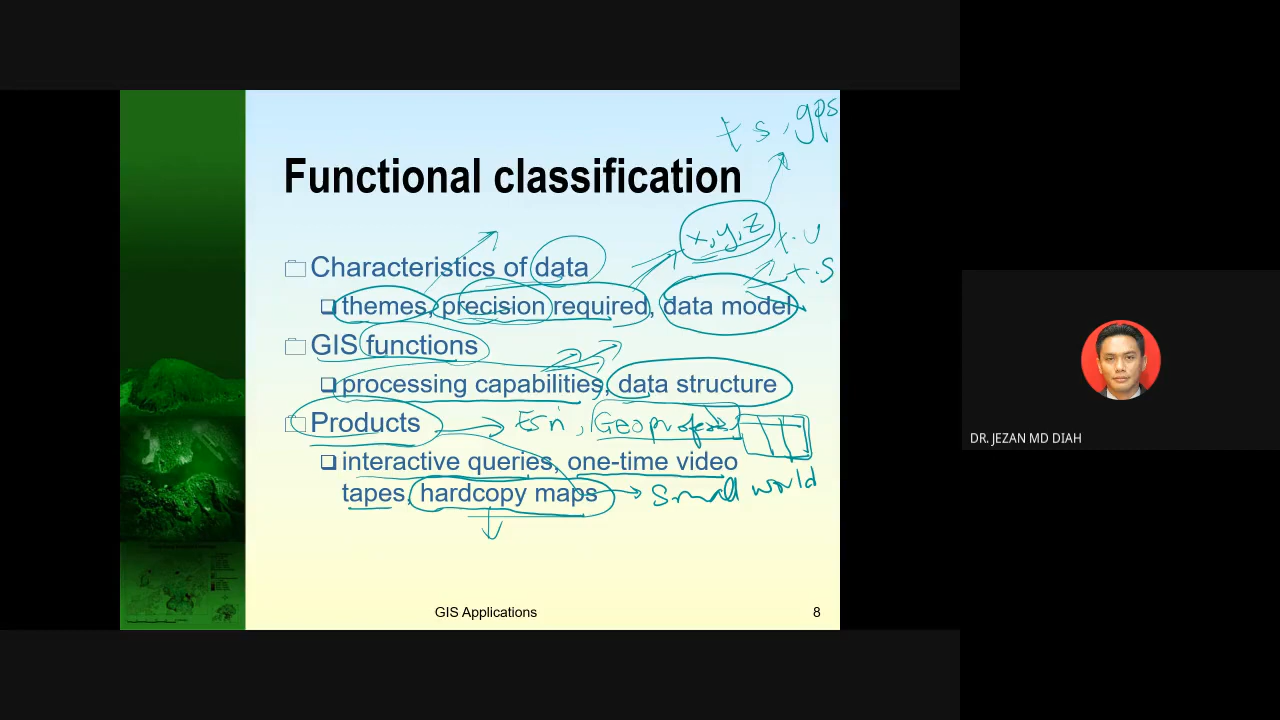 t s, gps
Functional classification
x, y, z
Characteristics of data
themes, precision required, data model
GIS functions
processing capabilities, data structure
Products
interactive queries, one-time video
tapes, hardcopy maps
small world
GIS Applications
8
DR. JEZAN MD DIAH